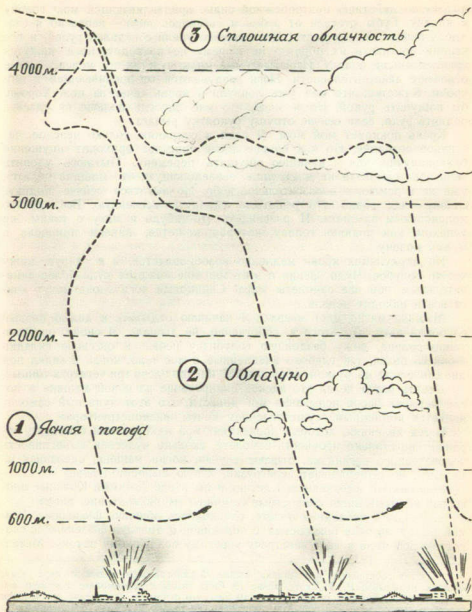 ③ Сплошная облачность
4000м.
3000м.
2000м.
② Облачно
① Ясная погода
1000м.
600м.